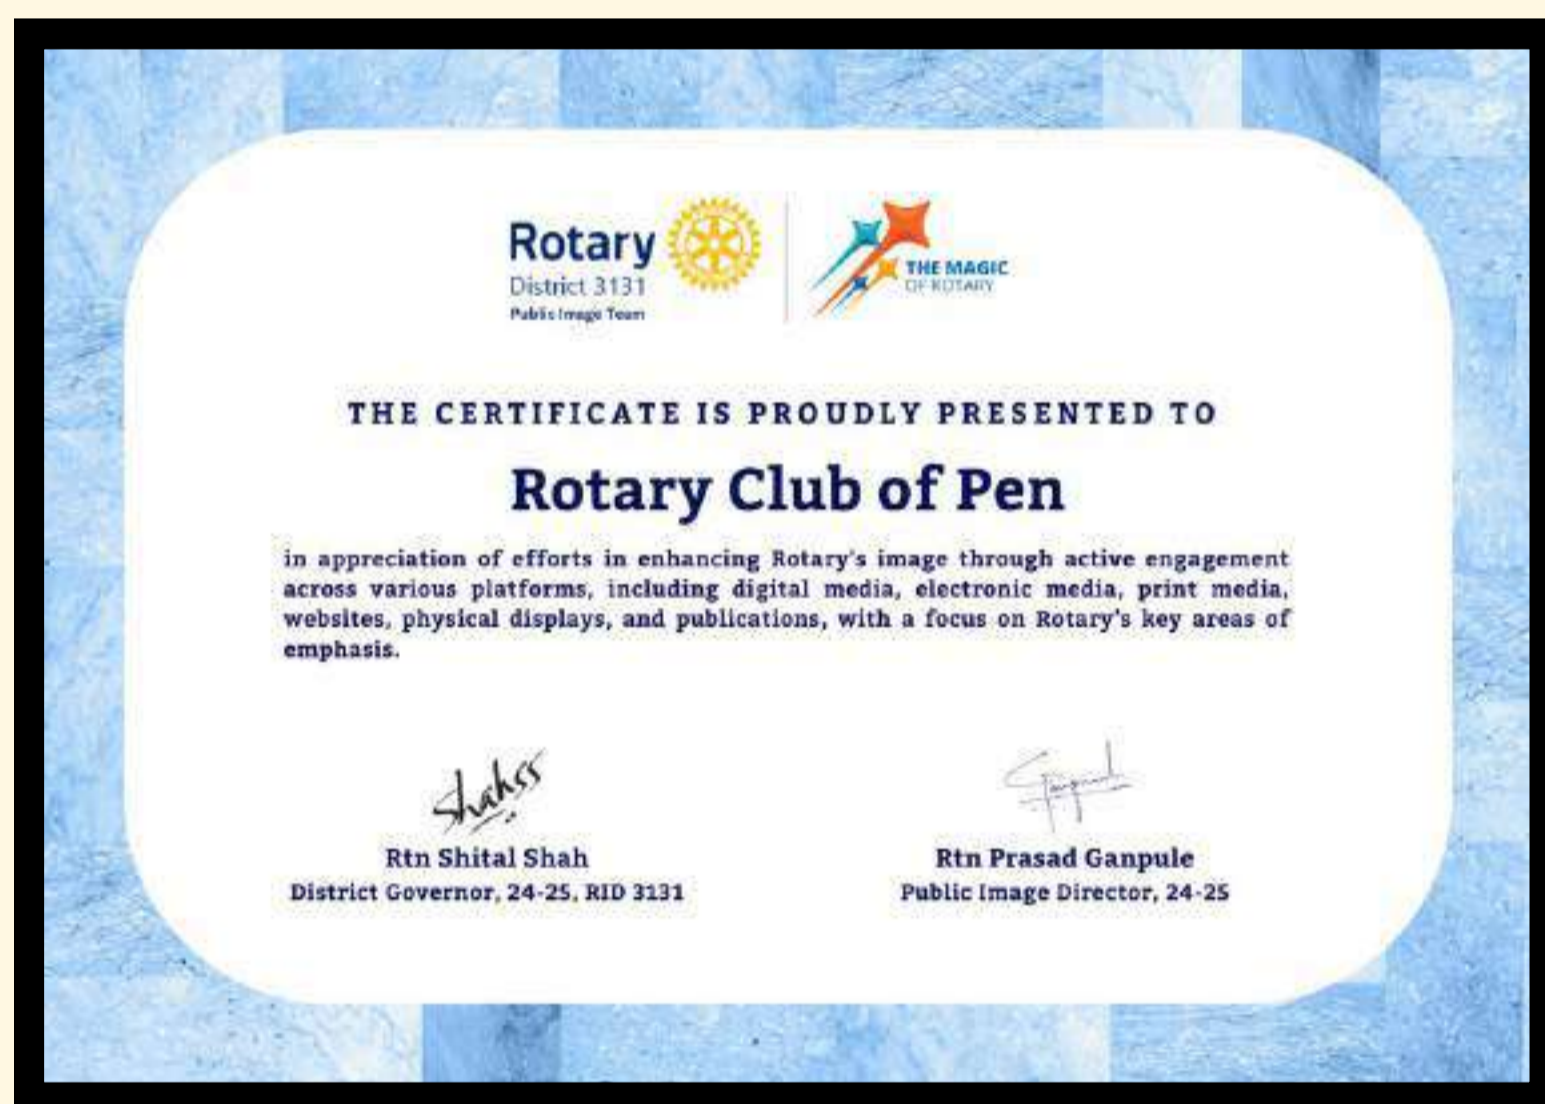 Rotary
District 3131
Public Image Team
THE MAGIC
OF ROTARY
THE CERTIFICATE IS PROUDLY PRESENTED TO
Rotary Club of Pen
in appreciation of efforts in enhancing Rotary's image through active engagement
across various platforms, including digital media, electronic media, print media,
websites, physical displays, and publications, with a focus on Rotary's key areas of
emphasis.
Shahss
Rtn Shital Shah
District Governor, 24-25, RID 3131
Rtn Prasad Ganpule
Public Image Director, 24-25